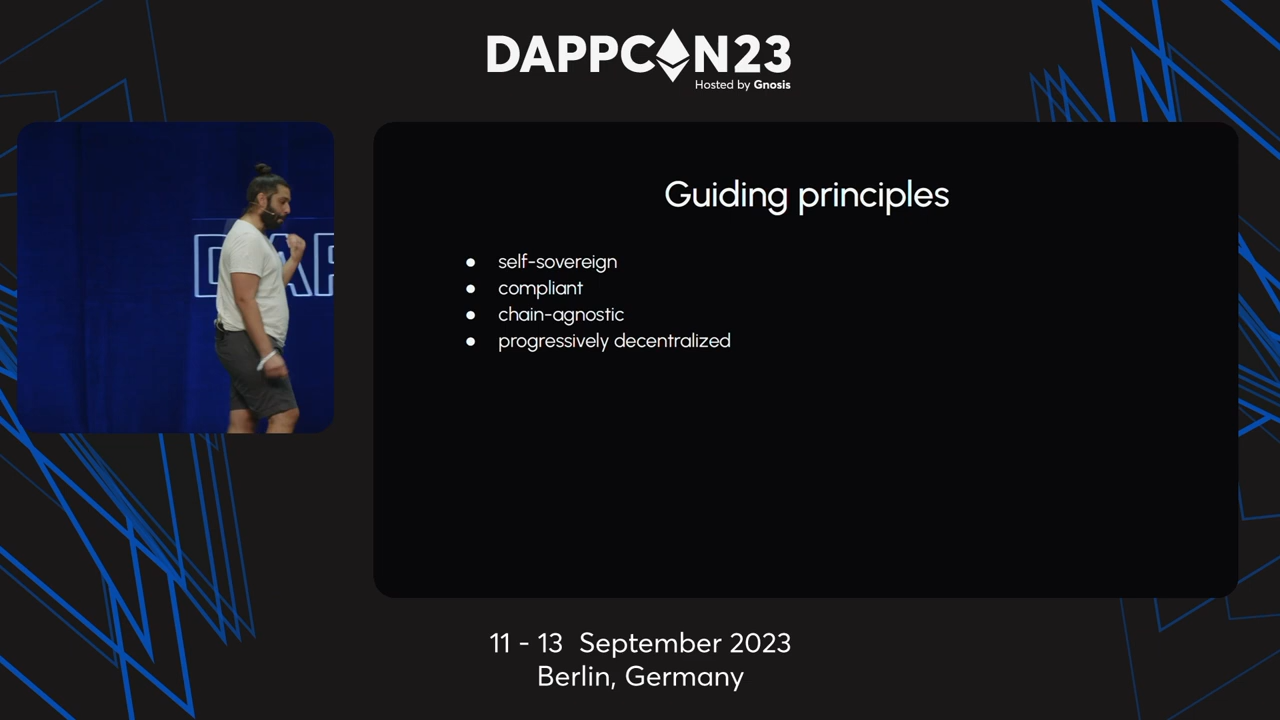 DAPPCON23
Hosted by Gnosis
DAP
Guiding principles
● self-sovereign
● compliant
● chain-agnostic
● progressively decentralized
11 - 13 September 2023
Berlin, Germany